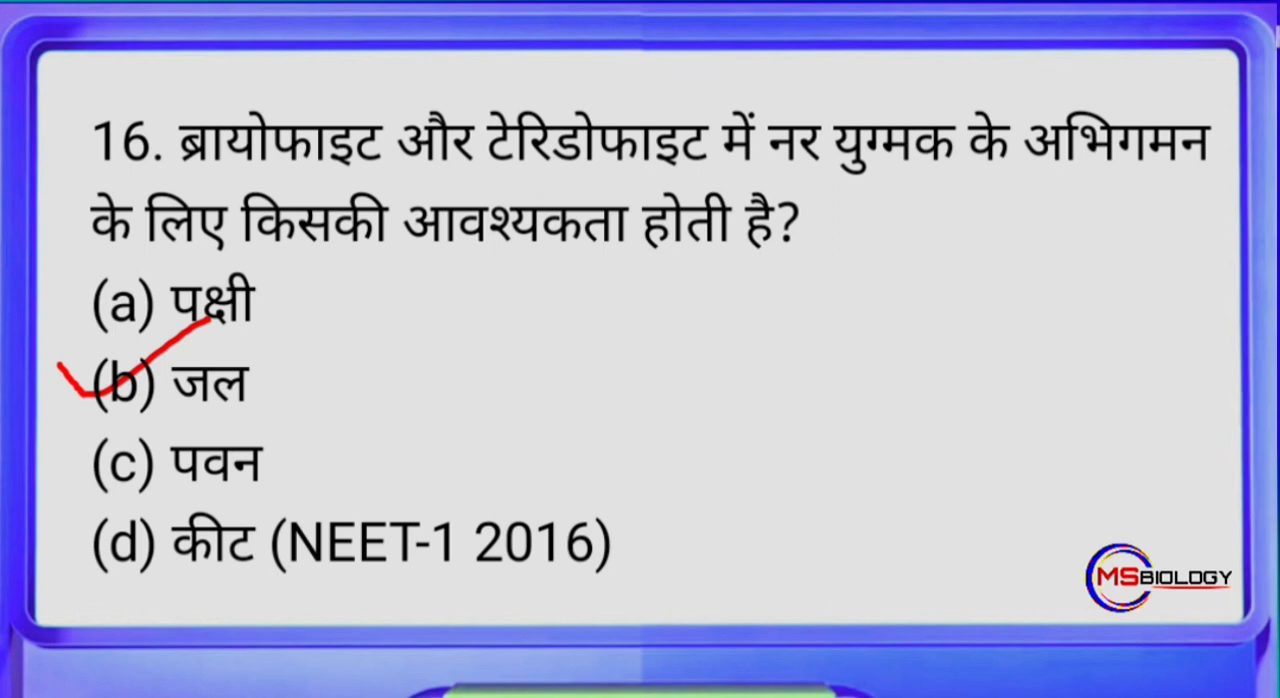 16. ब्रायोफाइट और टेरिडोफाइट में नर युग्मक के अभिगमन
के लिए किसकी आवश्यकता होती है?
(a) पक्षी
(b) जल
(c) पवन
(d) कीट (NEET-1 2016)
MSBIOLOGY